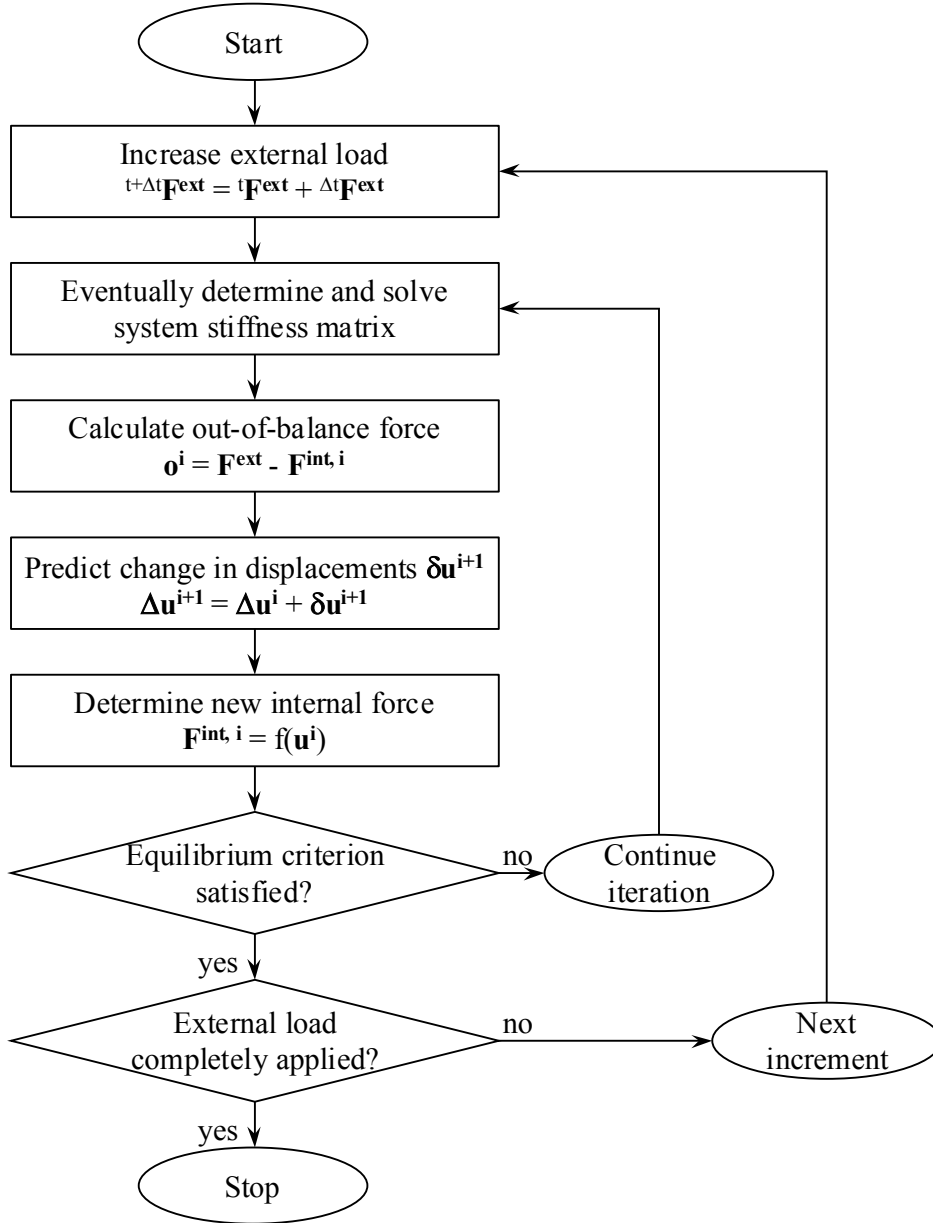 Start
Increase external load
t+Δt𝐅ext = t𝐅ext + Δt𝐅ext
Eventually determine and solve
system stiffness matrix
Calculate out-of-balance force
oⁱ = Fext - Fint, i
Predict change in displacements δuⁱ⁺¹
Δuⁱ⁺¹ = Δuⁱ + δuⁱ⁺¹
Determine new internal force
Fint, i = f(uⁱ)
Equilibrium criterion
satisfied?
no
Continue
iteration
yes
External load
completely applied?
no
Next
increment
yes
Stop